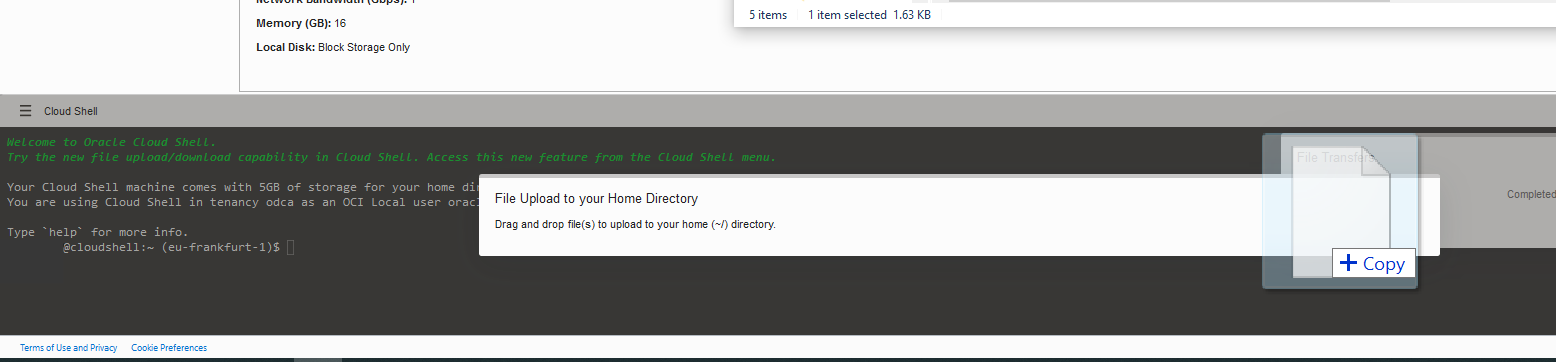 Network Bandwidth (Gbps): 1
5 items 1 item selected 1.63 KB
Memory (GB): 16
Local Disk: Block Storage Only
Cloud Shell
Welcome to Oracle Cloud Shell.
Try the new file upload/download capability in Cloud Shell. Access this new feature from the Cloud Shell menu.
File Transfers
Your Cloud Shell machine comes with 5GB of storage for your home
File Upload to your Home Directory
Completed
You are using Cloud Shell in tenancy odca as an OCI Local user
Drag and drop file(s) to upload to your home (~/) directory.
Type `help` for more info.
@cloudshell:~ (eu-frankfurt-1)$
+ Copy
Terms of Use and Privacy Cookie Preferences